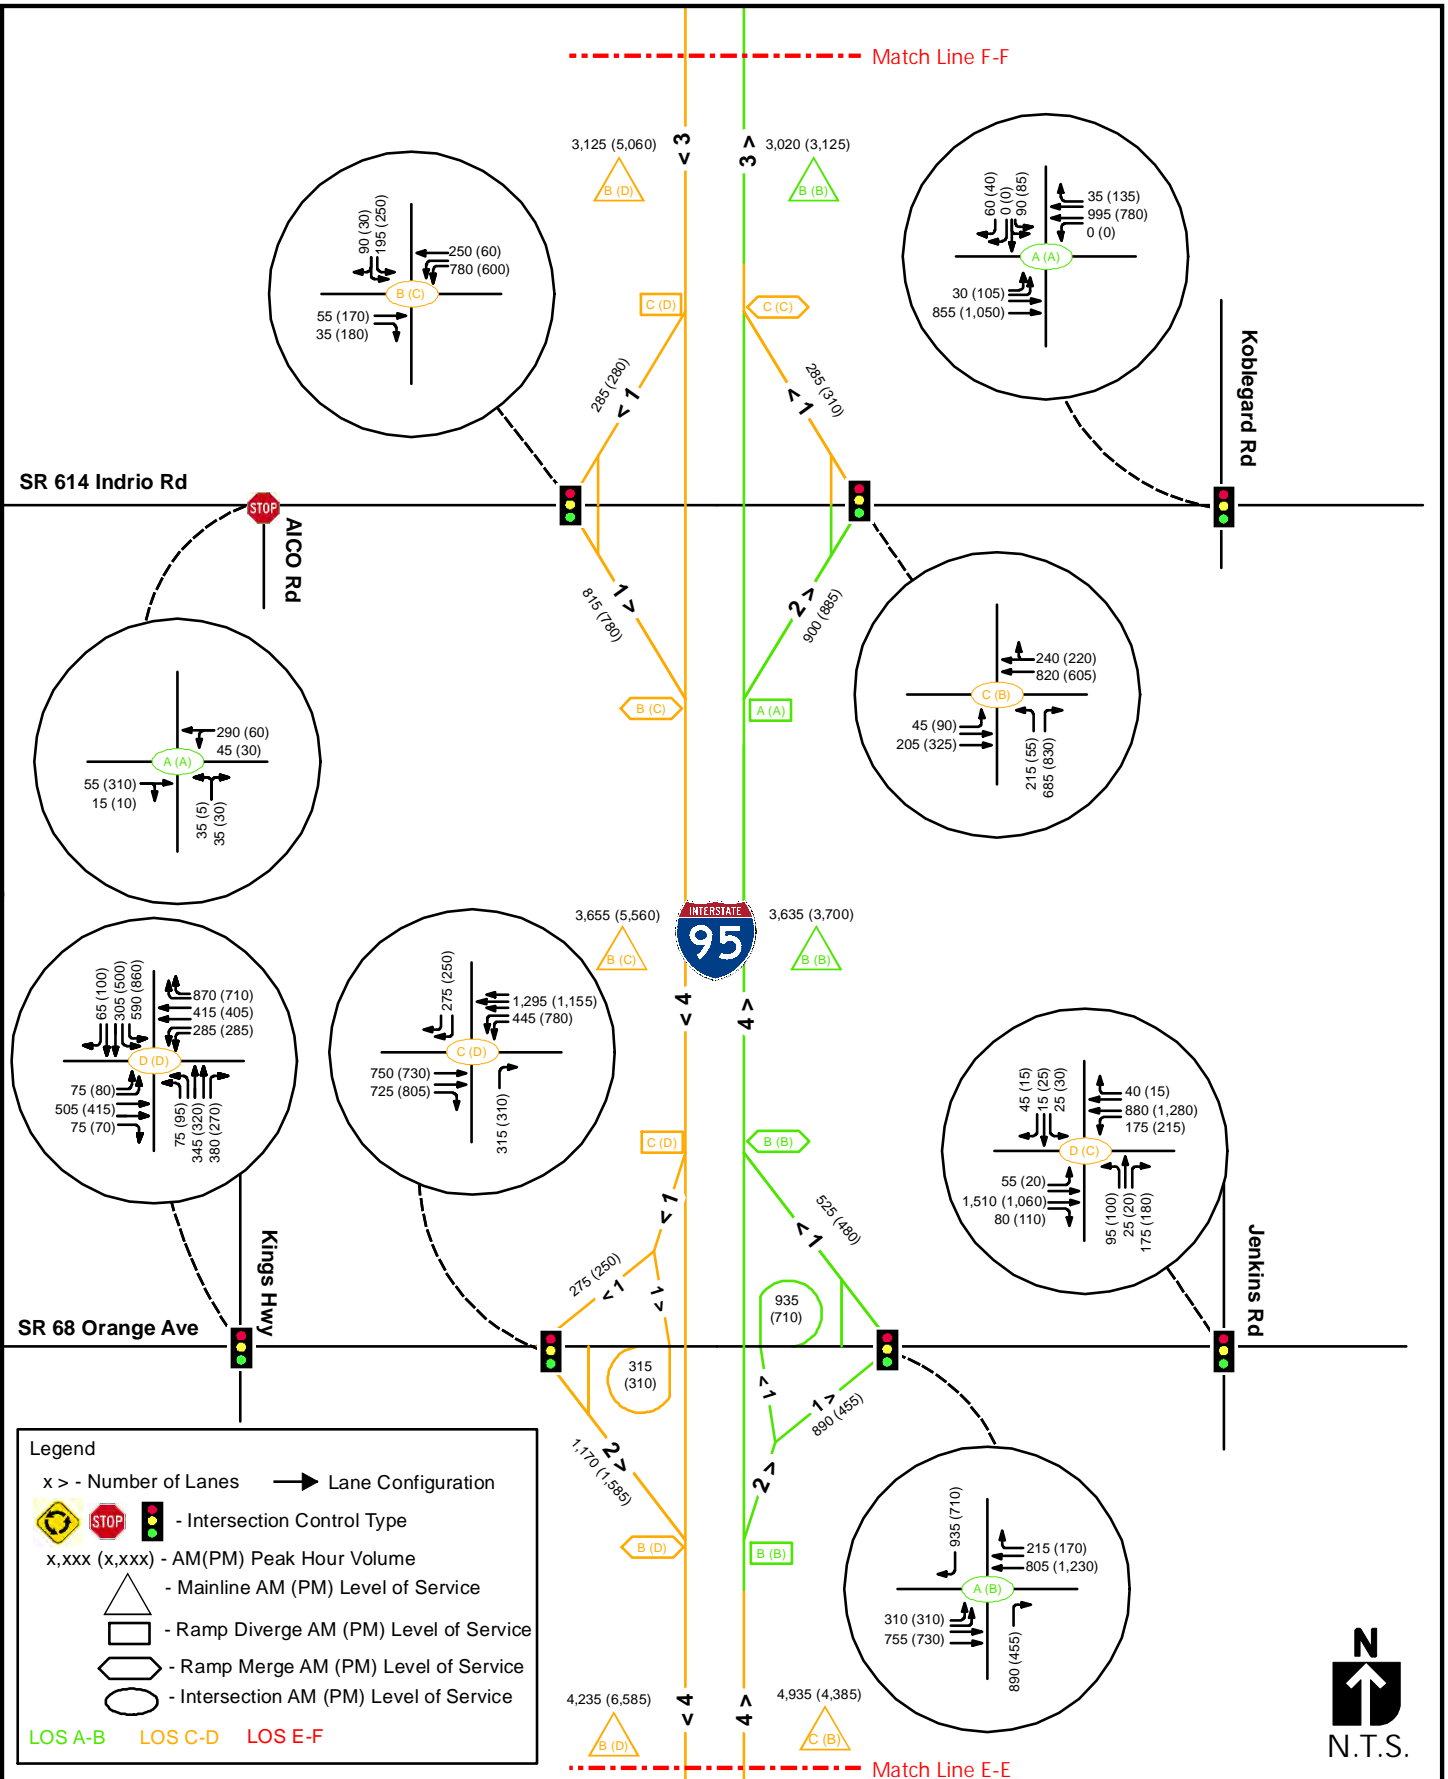 Match Line F-F
3,125 (5,060)
B (D)
< 3
3 >
3,020 (3,125)
B (B)
90 (30)
195 (250)
250 (60)
780 (600)
B (C)
55 (170)
35 (180)
60 (40)
0 (0)
90 (85)
35 (135)
995 (780)
0 (0)
A (A)
30 (105)
855 (1,050)
C (D)
C (C)
285 (280)
< 1
< 1
285 (310)
Koblegard Rd
SR 614 Indrio Rd
STOP
AICO Rd
1 >
815 (780)
2 >
900 (885)
B (C)
A (A)
240 (220)
820 (605)
C (B)
45 (90)
205 (325)
215 (55)
685 (830)
290 (60)
45 (30)
A (A)
55 (310)
15 (10)
35 (5)
35 (30)
3,655 (5,560)
B (C)
INTERSTATE
95
3,635 (3,700)
B (B)
< 4
4 >
65 (100)
305 (500)
590 (860)
870 (710)
415 (405)
285 (285)
D (D)
75 (80)
505 (415)
75 (70)
75 (95)
345 (320)
380 (270)
275 (250)
1,295 (1,155)
445 (780)
C (D)
750 (730)
725 (805)
315 (310)
45 (15)
15 (25)
25 (30)
40 (15)
880 (1,280)
175 (215)
D (C)
55 (20)
1,510 (1,060)
80 (110)
95 (100)
25 (20)
175 (180)
C (D)
B (B)
< 1
275 (250)
< 1
1 >
< 1
525 (480)
Kings Hwy
Jenkins Rd
SR 68 Orange Ave
315
(310)
935
(710)
2 >
1,170 (1,585)
< 1
1 >
890 (455)
2 >
B (D)
B (B)
935 (710)
215 (170)
805 (1,230)
A (B)
310 (310)
755 (730)
890 (455)
4,235 (6,585)
B (D)
< 4
4 >
4,935 (4,385)
C (B)
Match Line E-E
Legend
x > - Number of Lanes
Lane Configuration
STOP
- Intersection Control Type
x,xxx (x,xxx) - AM(PM) Peak Hour Volume
- Mainline AM (PM) Level of Service
- Ramp Diverge AM (PM) Level of Service
- Ramp Merge AM (PM) Level of Service
- Intersection AM (PM) Level of Service
LOS A-B LOS C-D LOS E-F
N
N.T.S.